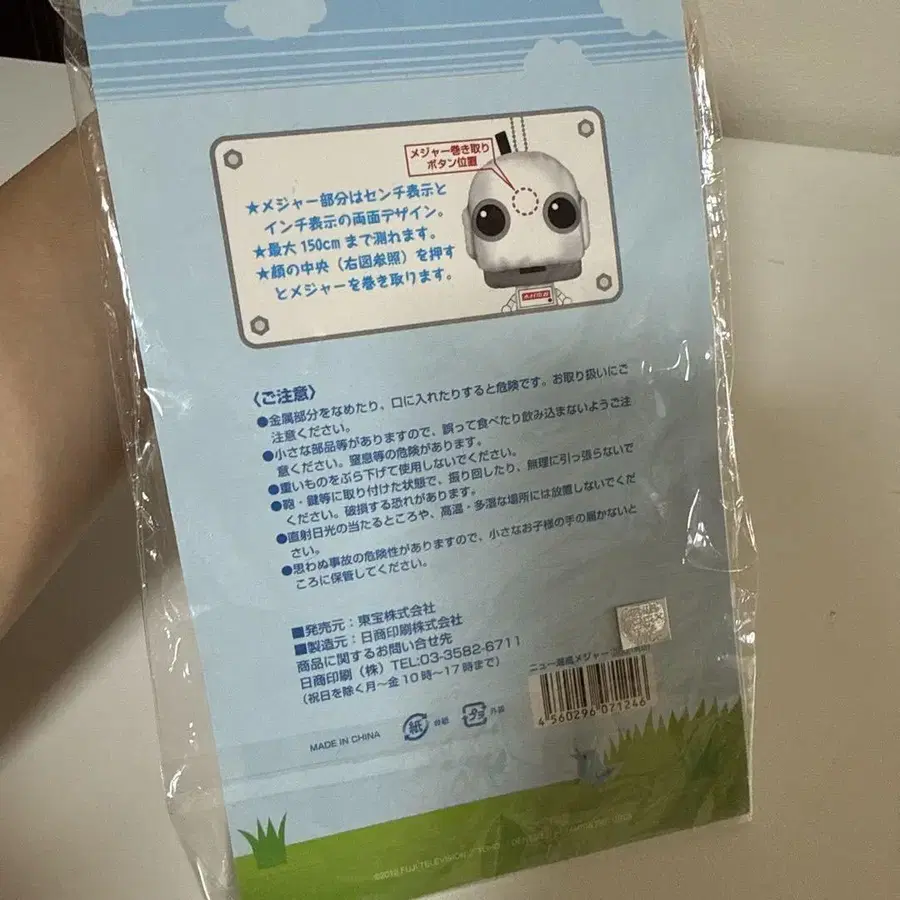 メジャー巻き取り
ボタン位置
★メジャー部分はセンチ表示と
インチ表示の両面デザイン。
★最大150cmまで測れます。
★顔の中央（右図参照）を押す
とメジャーを巻き取ります。
〈ご注意〉
●金属部分をなめたり、口に入れたりすると危険です。お取り扱いにご
注意ください。
●小さな部品等がありますので、誤って食べたり飲み込まないようご注
意ください。窒息等の危険があります。
●重いものをぶら下げて使用しないでください。
●鞄・鍵等に取り付けた状態で、振り回したり、無理に引っ張らないで
ください。破損する恐れがあります。
●直射日光の当たるところや、高温・多湿な場所には放置しないでくだ
さい。
●思わぬ事故の危険性がありますので、小さなお子様の手の届かないと
ころに保管してください。
■発売元：東宝株式会社
■製造元：日商印刷株式会社
商品に関するお問い合せ先
日商印刷（株）TEL:03-3582-6711
（祝日を除く月～金10時～17時まで）
ニュー潮風メジャー
4 560296 071246
MADE IN CHINA
紙 台紙
プラ 外装
©2012 FUJI TELEVISION